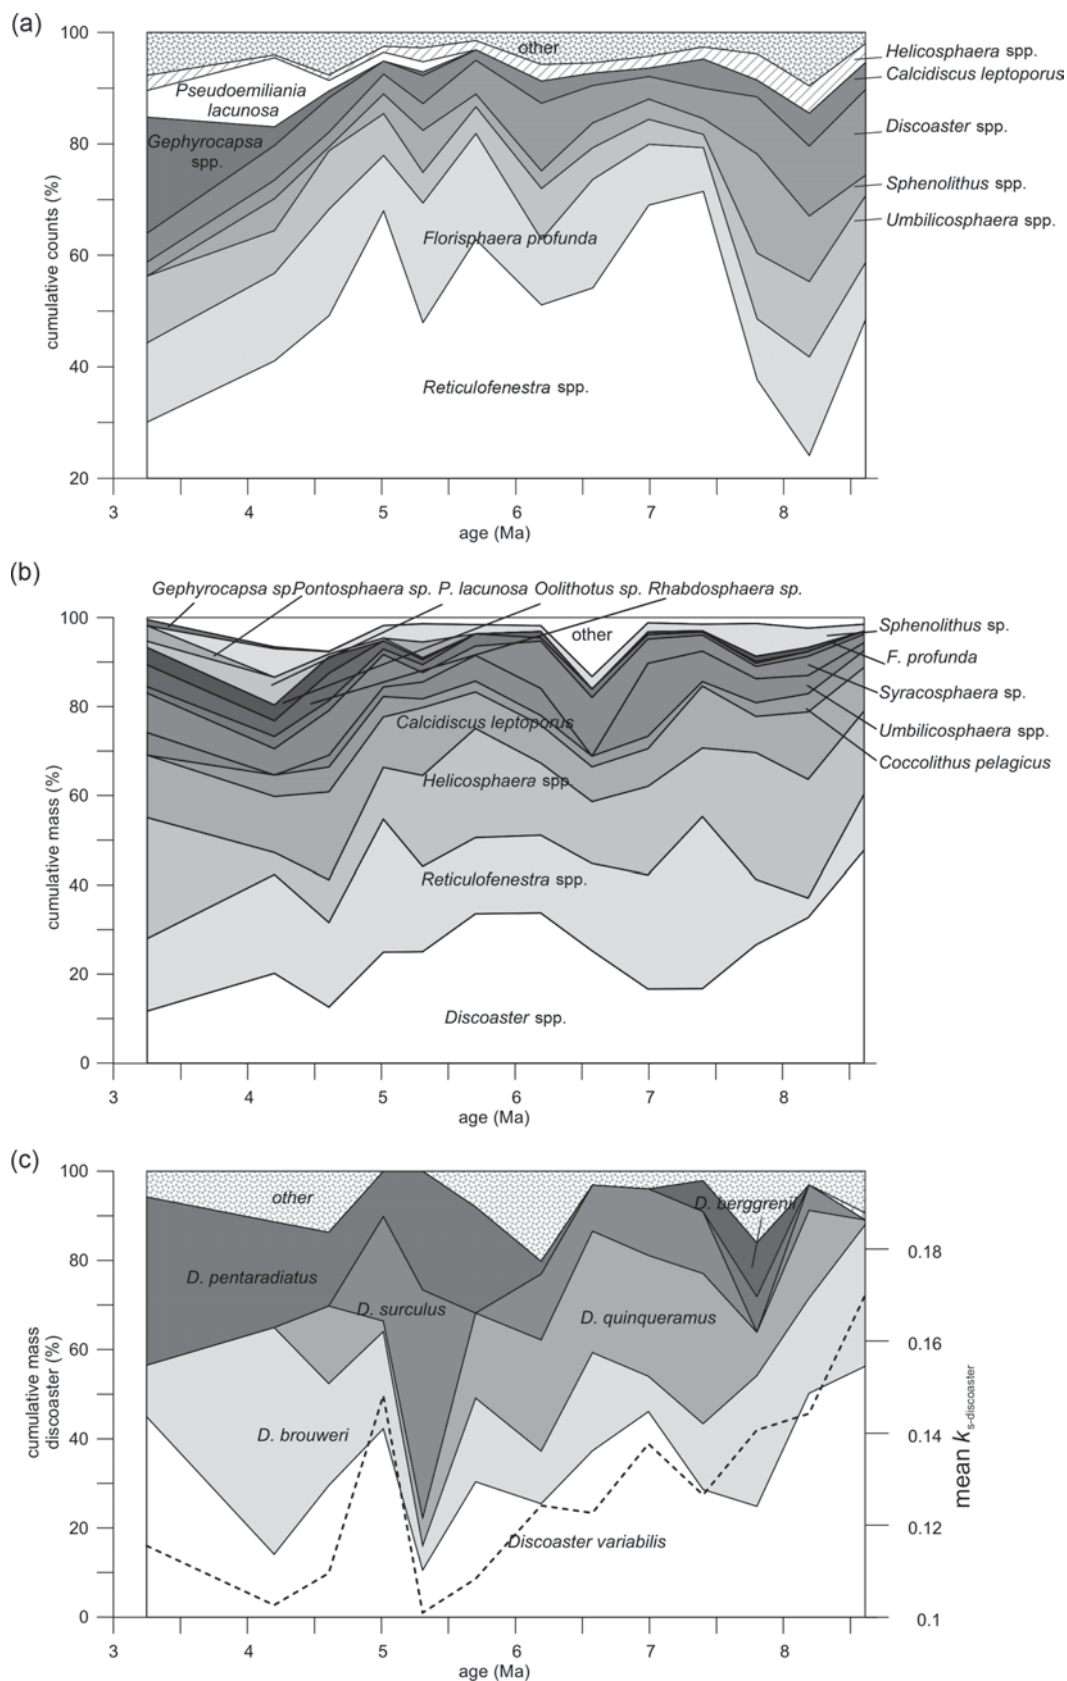 (a)
100
80
60
40
20
cumulative counts (%)
other
Pseudoemiliania
lacunosa
Gephyrocapsa
spp.
Florisphaera profunda
Reticulofenestra spp.
Helicosphaera spp.
Calcidiscus leptoporus
Discoaster spp.
Sphenolithus spp.
Umbilicosphaera spp.
3 4 5 6 7 8
age (Ma)
(b)
Gephyrocapsa sp. Pontosphaera sp. P. lacunosa Oolithotus sp. Rhabdosphaera sp.
100
80
60
40
20
0
cumulative mass (%)
other
Calcidiscus leptoporus
Helicosphaera spp.
Reticulofenestra spp.
Discoaster spp.
Sphenolithus sp.
F. profunda
Syracosphaera sp.
Umbilicosphaera spp.
Coccolithus pelagicus
3 4 5 6 7 8
age (Ma)
(c)
100
80
60
40
20
0
cumulative mass
discoaster (%)
other
D. berggrenii
D. pentaradiatus
D. surculus
D. quinqueramus
D. brouweri
Discoaster variabilis
0.18
0.16
0.14
0.12
0.1
mean k s-discoaster
3 4 5 6 7 8
age (Ma)